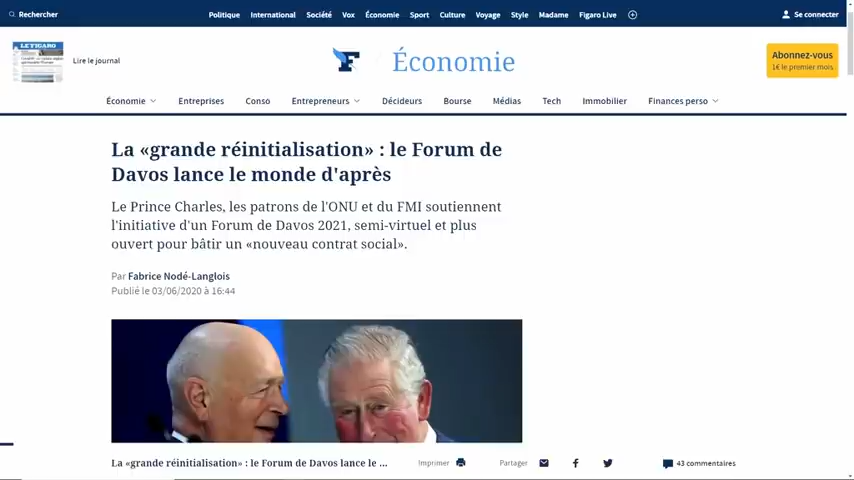 Rechercher
Politique International Société Vox Économie Sport Culture Voyage Style Madame Figaro Live
Se connecter
LE FIGARO
Lire le journal
F Économie
Abonnez-vous
1€ le premier mois
Économie Entreprises Conso Entrepreneurs Décideurs Bourse Médias Tech Immobilier Finances perso
La «grande réinitialisation» : le Forum de
Davos lance le monde d'après
Le Prince Charles, les patrons de l'ONU et du FMI soutiennent
l'initiative d'un Forum de Davos 2021, semi-virtuel et plus
ouvert pour bâtir un «nouveau contrat social».
Par Fabrice Nodé-Langlois
Publié le 03/06/2020 à 16:44
La «grande réinitialisation» : le Forum de Davos lance le ...
Imprimer
Partager
43 commentaires